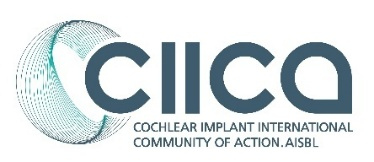 ciica
COCHLEAR IMPLANT INTERNATIONAL
COMMUNITY OF ACTION.AISBL